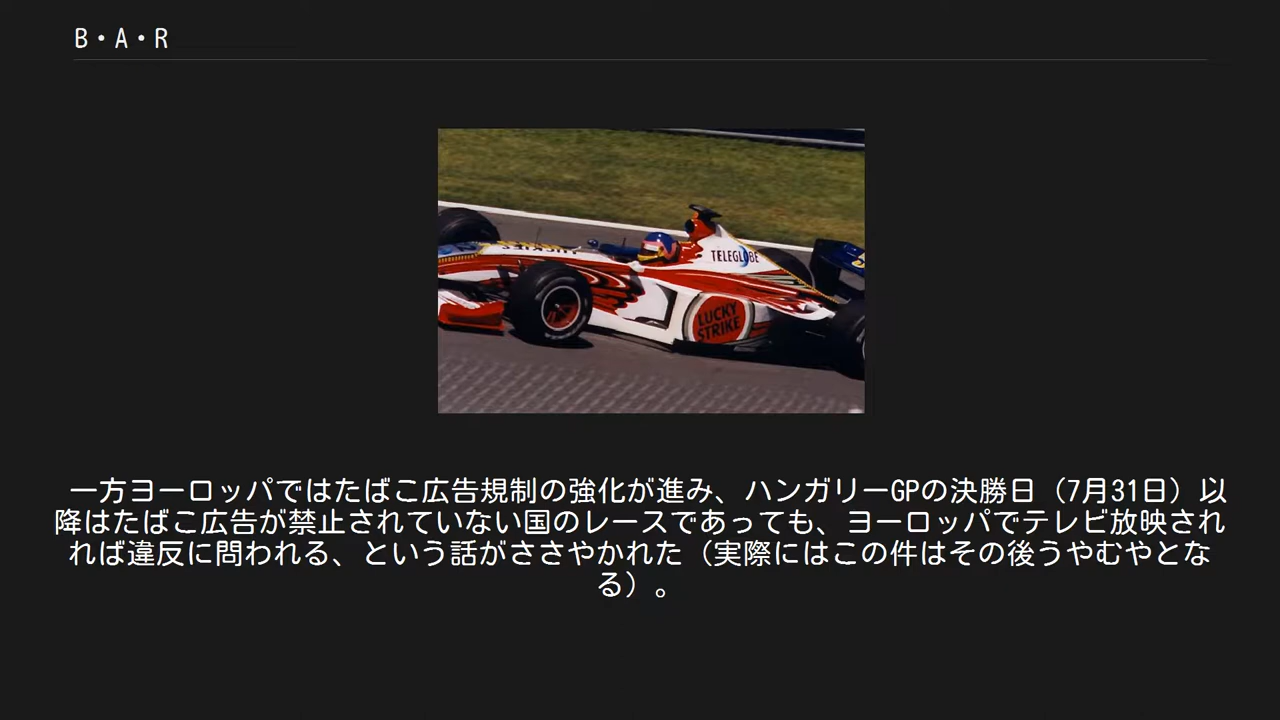 B・A・R
TELEGLOBE
LUCKY
STRIKE
一方ヨーロッパではたばこ広告規制の強化が進み、ハンガリーGPの決勝日（7月31日）以
降はたばこ広告が禁止されていない国のレースであっても、ヨーロッパでテレビ放映され
れば違反に問われる、という話がささやかれた（実際にはこの件はその後うやむやとな
る）。